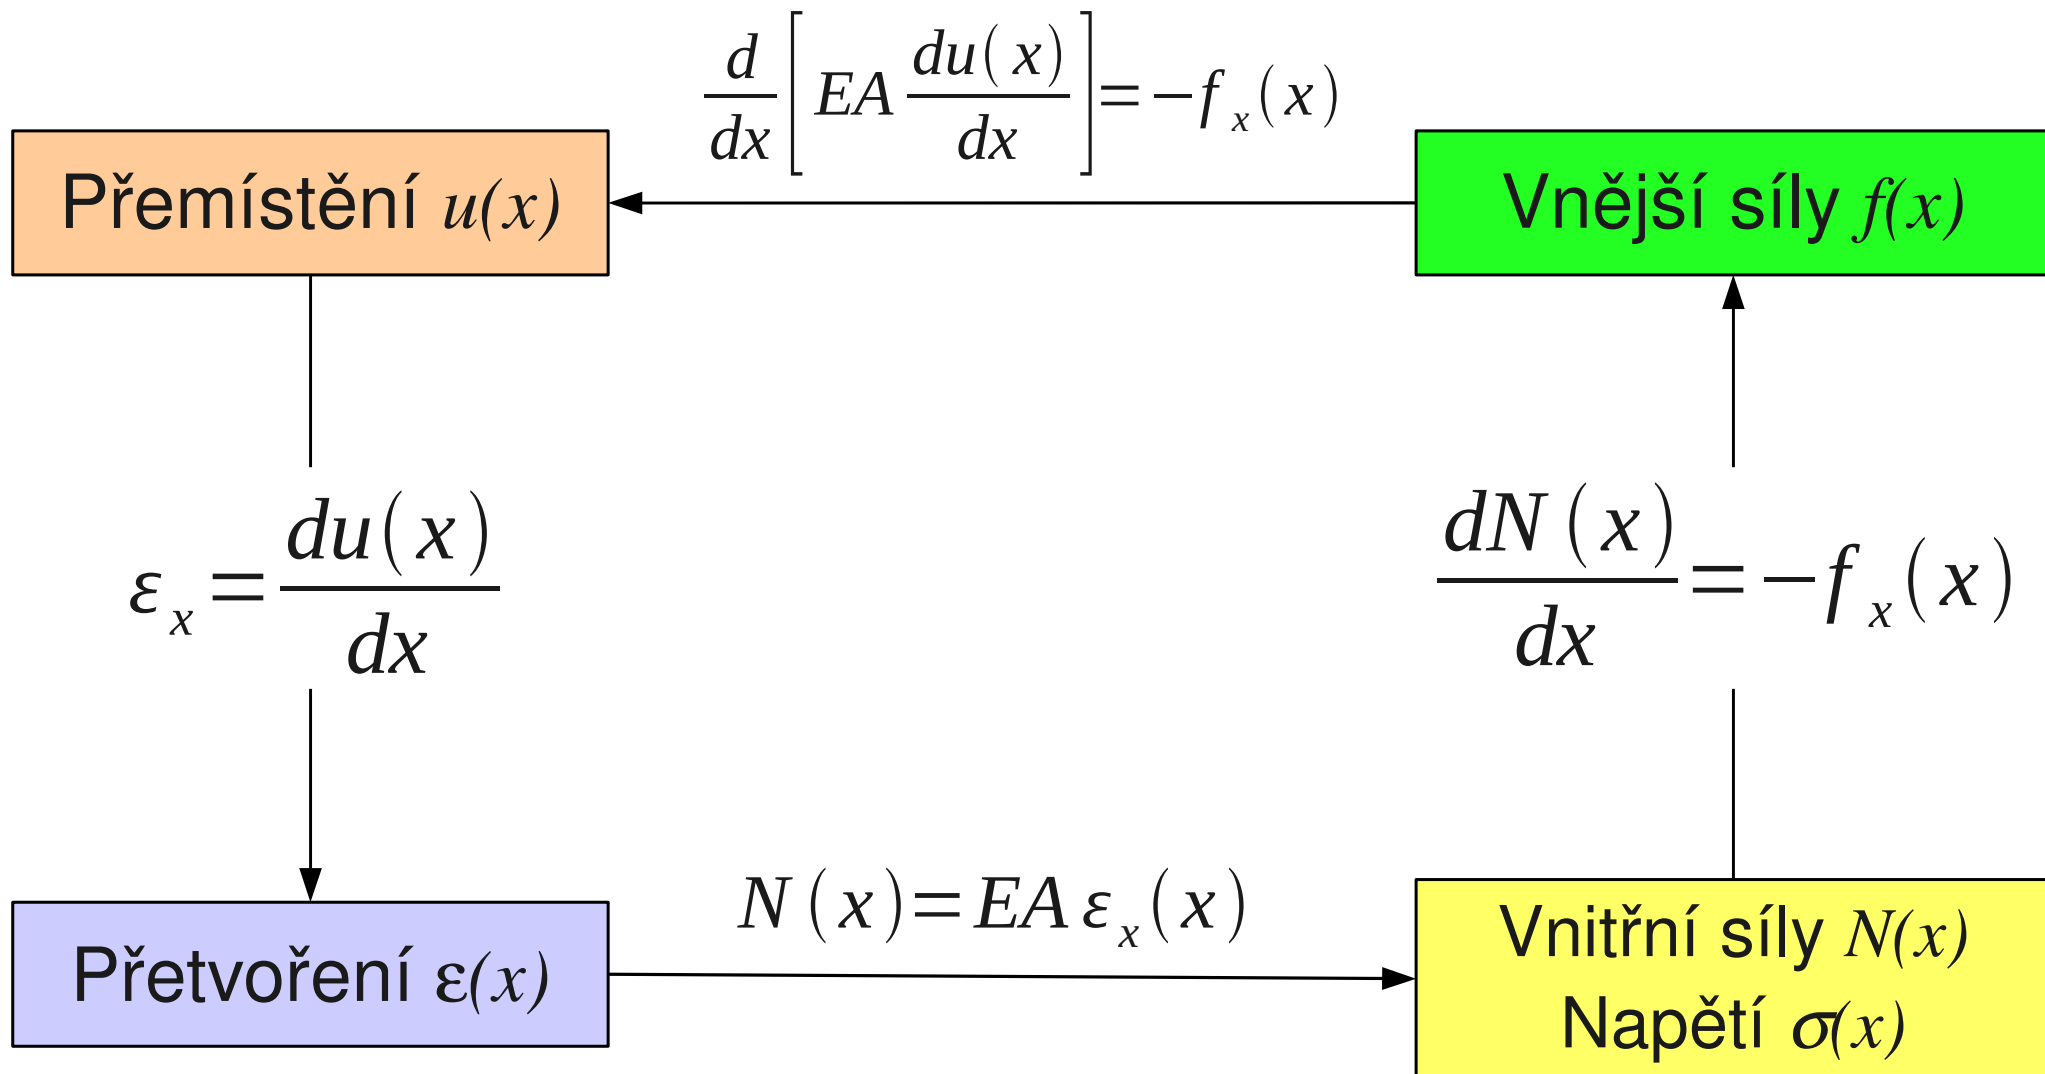 d/dx [ EA du(x)/dx ] = −f_x(x)
Přemístění u(x)
Vnější síly f(x)
ε_x = du(x)/dx
dN(x)/dx = −f_x(x)
N(x) = EA ε_x(x)
Přetvoření ε(x)
Vnitřní síly N(x)
Napětí σ(x)